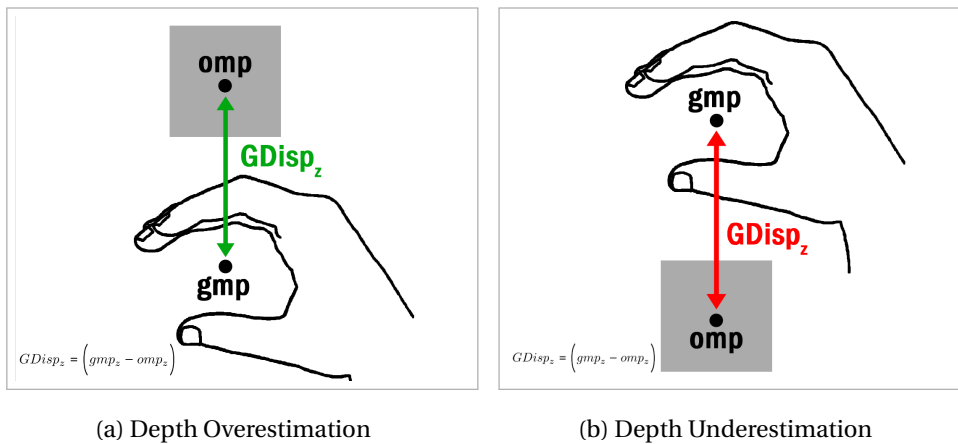 omp
GDisp_z
gmp
GDisp_z = (gmp_z − omp_z)
(a) Depth Overestimation
gmp
GDisp_z
omp
GDisp_z = (gmp_z − omp_z)
(b) Depth Underestimation